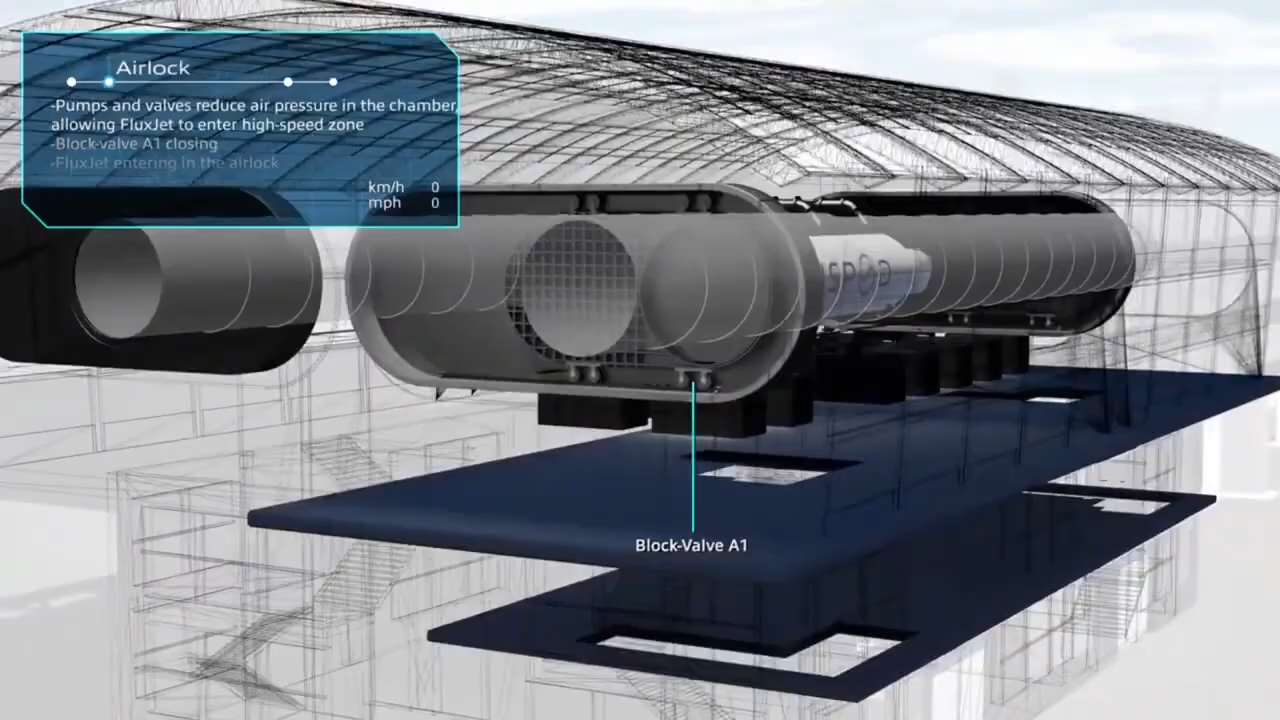 Airlock
-Pumps and valves reduce air pressure in the chamber,
allowing FluxJet to enter high-speed zone
-Block-valve A1 closing
-FluxJet entering in the airlock
km/h 0
mph 0
Block-Valve A1